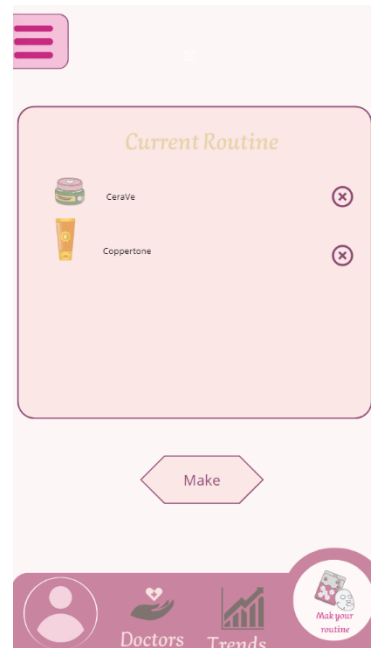 Current Routine
CeraVe
Coppertone
Make
Doctors
Trends
Mak your
routine